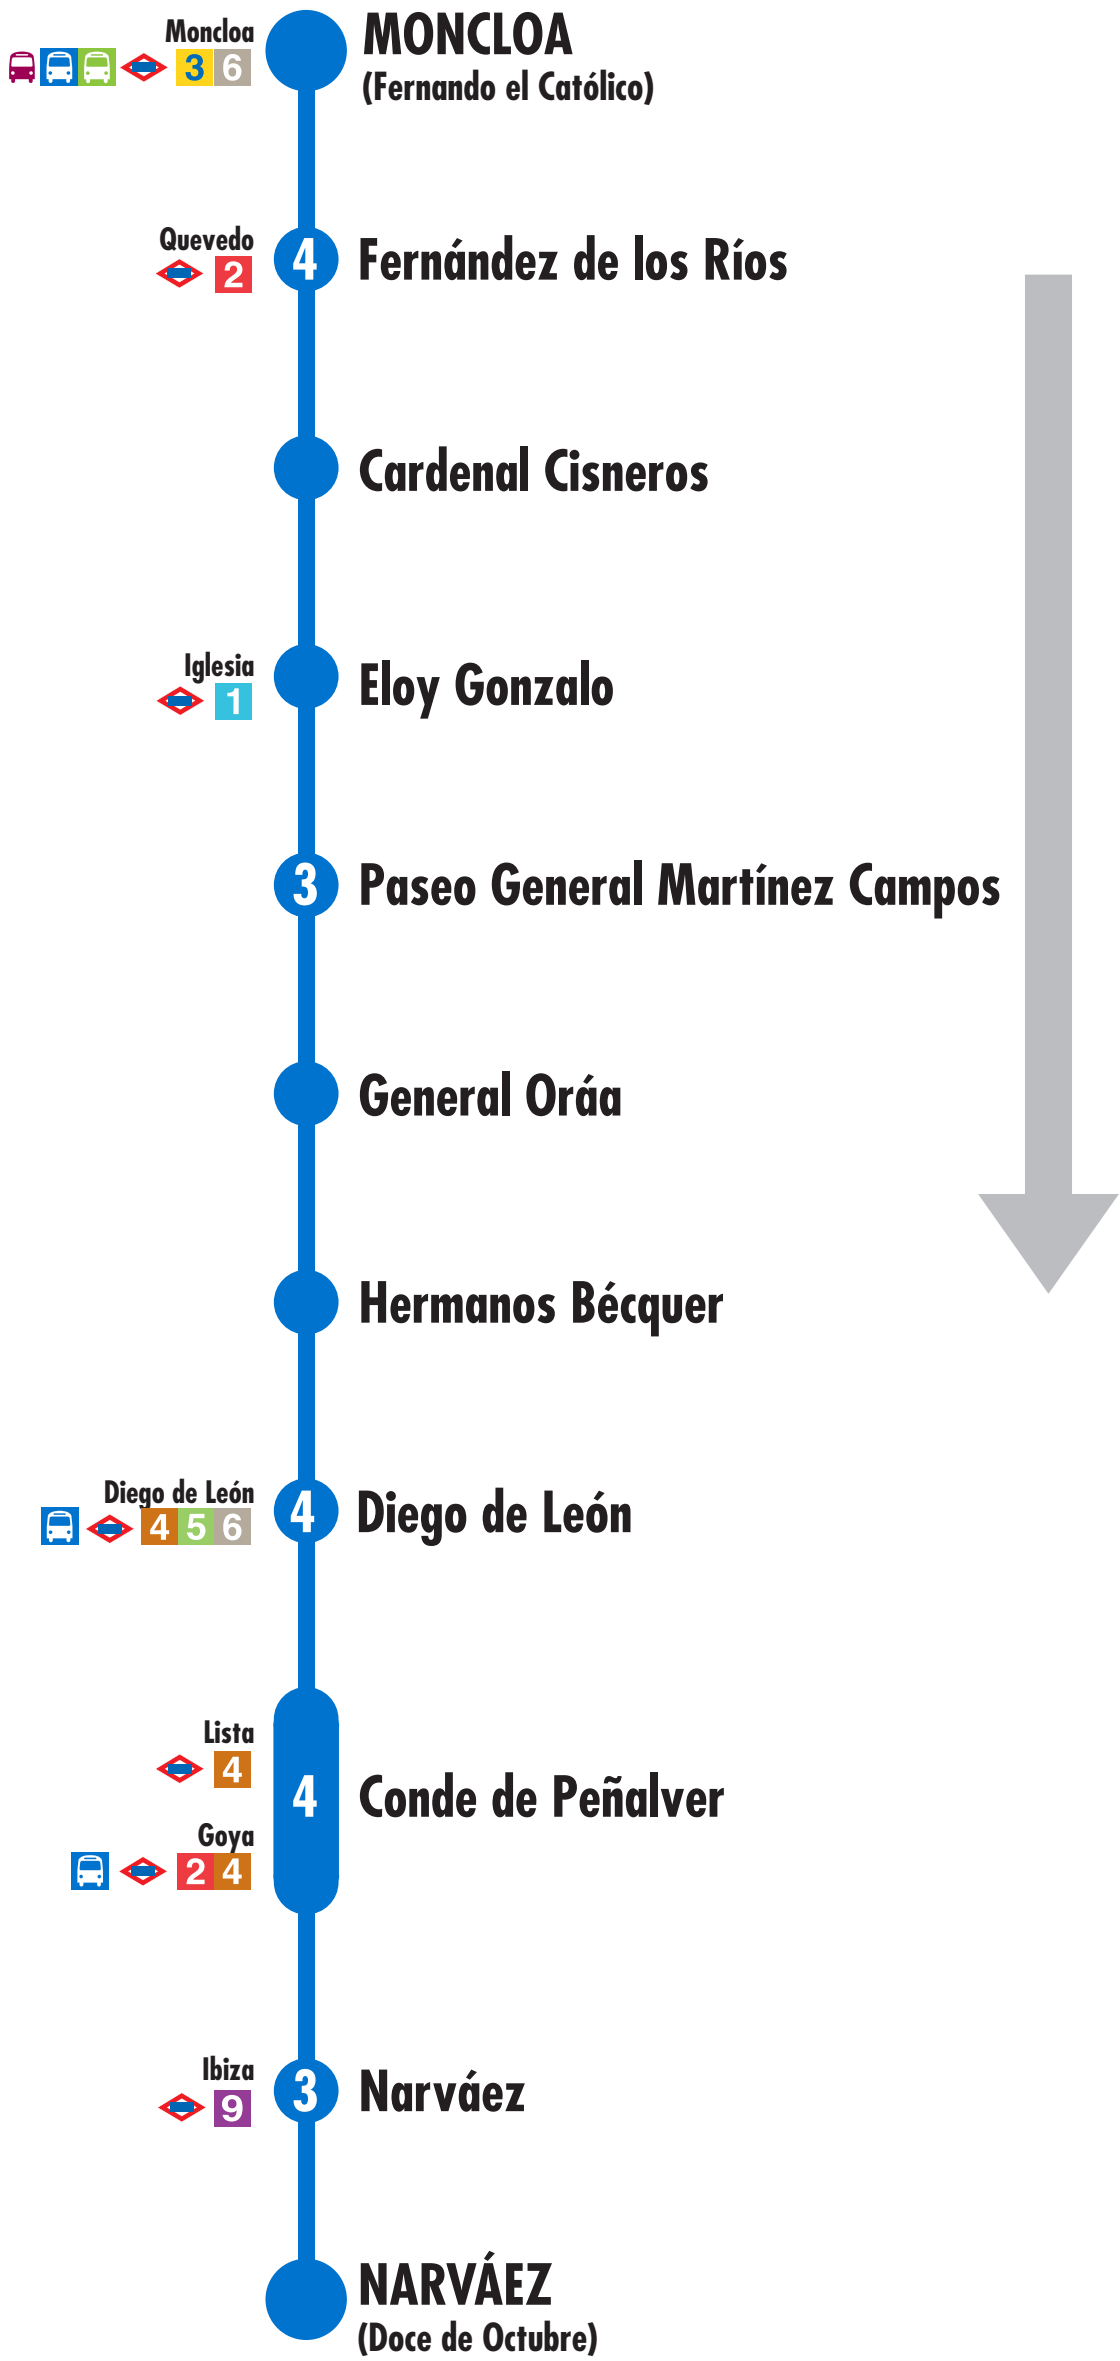 Moncloa
3 6
MONCLOA
(Fernando el Católico)
Quevedo
2
4
Fernández de los Ríos
Cardenal Cisneros
Iglesia
1
Eloy Gonzalo
3
Paseo General Martínez Campos
General Oráa
Hermanos Bécquer
Diego de León
4 5 6
4
Diego de León
Lista
4
Goya
2 4
4
Conde de Peñalver
Ibiza
9
3
Narváez
NARVÁEZ
(Doce de Octubre)